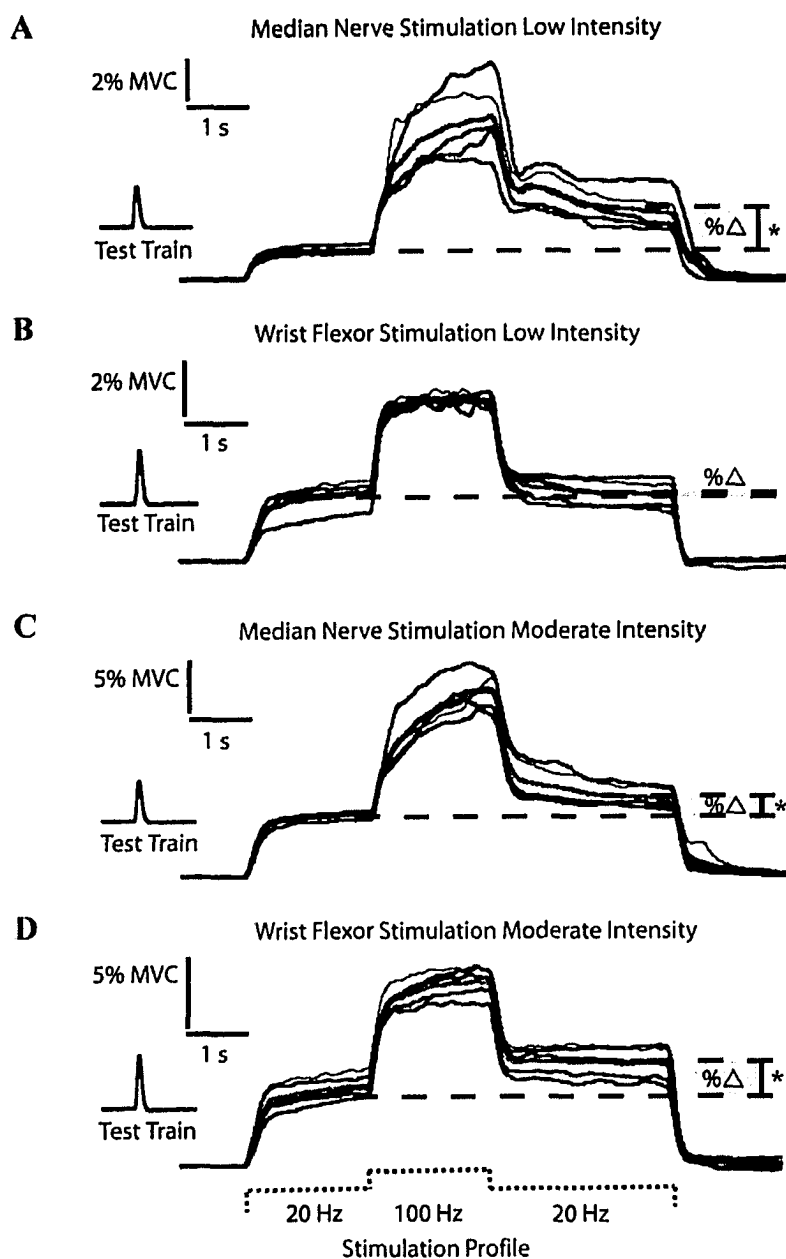 A
Median Nerve Stimulation Low Intensity
2% MVC
1 s
Test Train
%Δ
*
B
Wrist Flexor Stimulation Low Intensity
2% MVC
1 s
Test Train
%Δ
C
Median Nerve Stimulation Moderate Intensity
5% MVC
1 s
Test Train
%Δ
*
D
Wrist Flexor Stimulation Moderate Intensity
5% MVC
1 s
Test Train
%Δ
*
20 Hz
100 Hz
20 Hz
Stimulation Profile